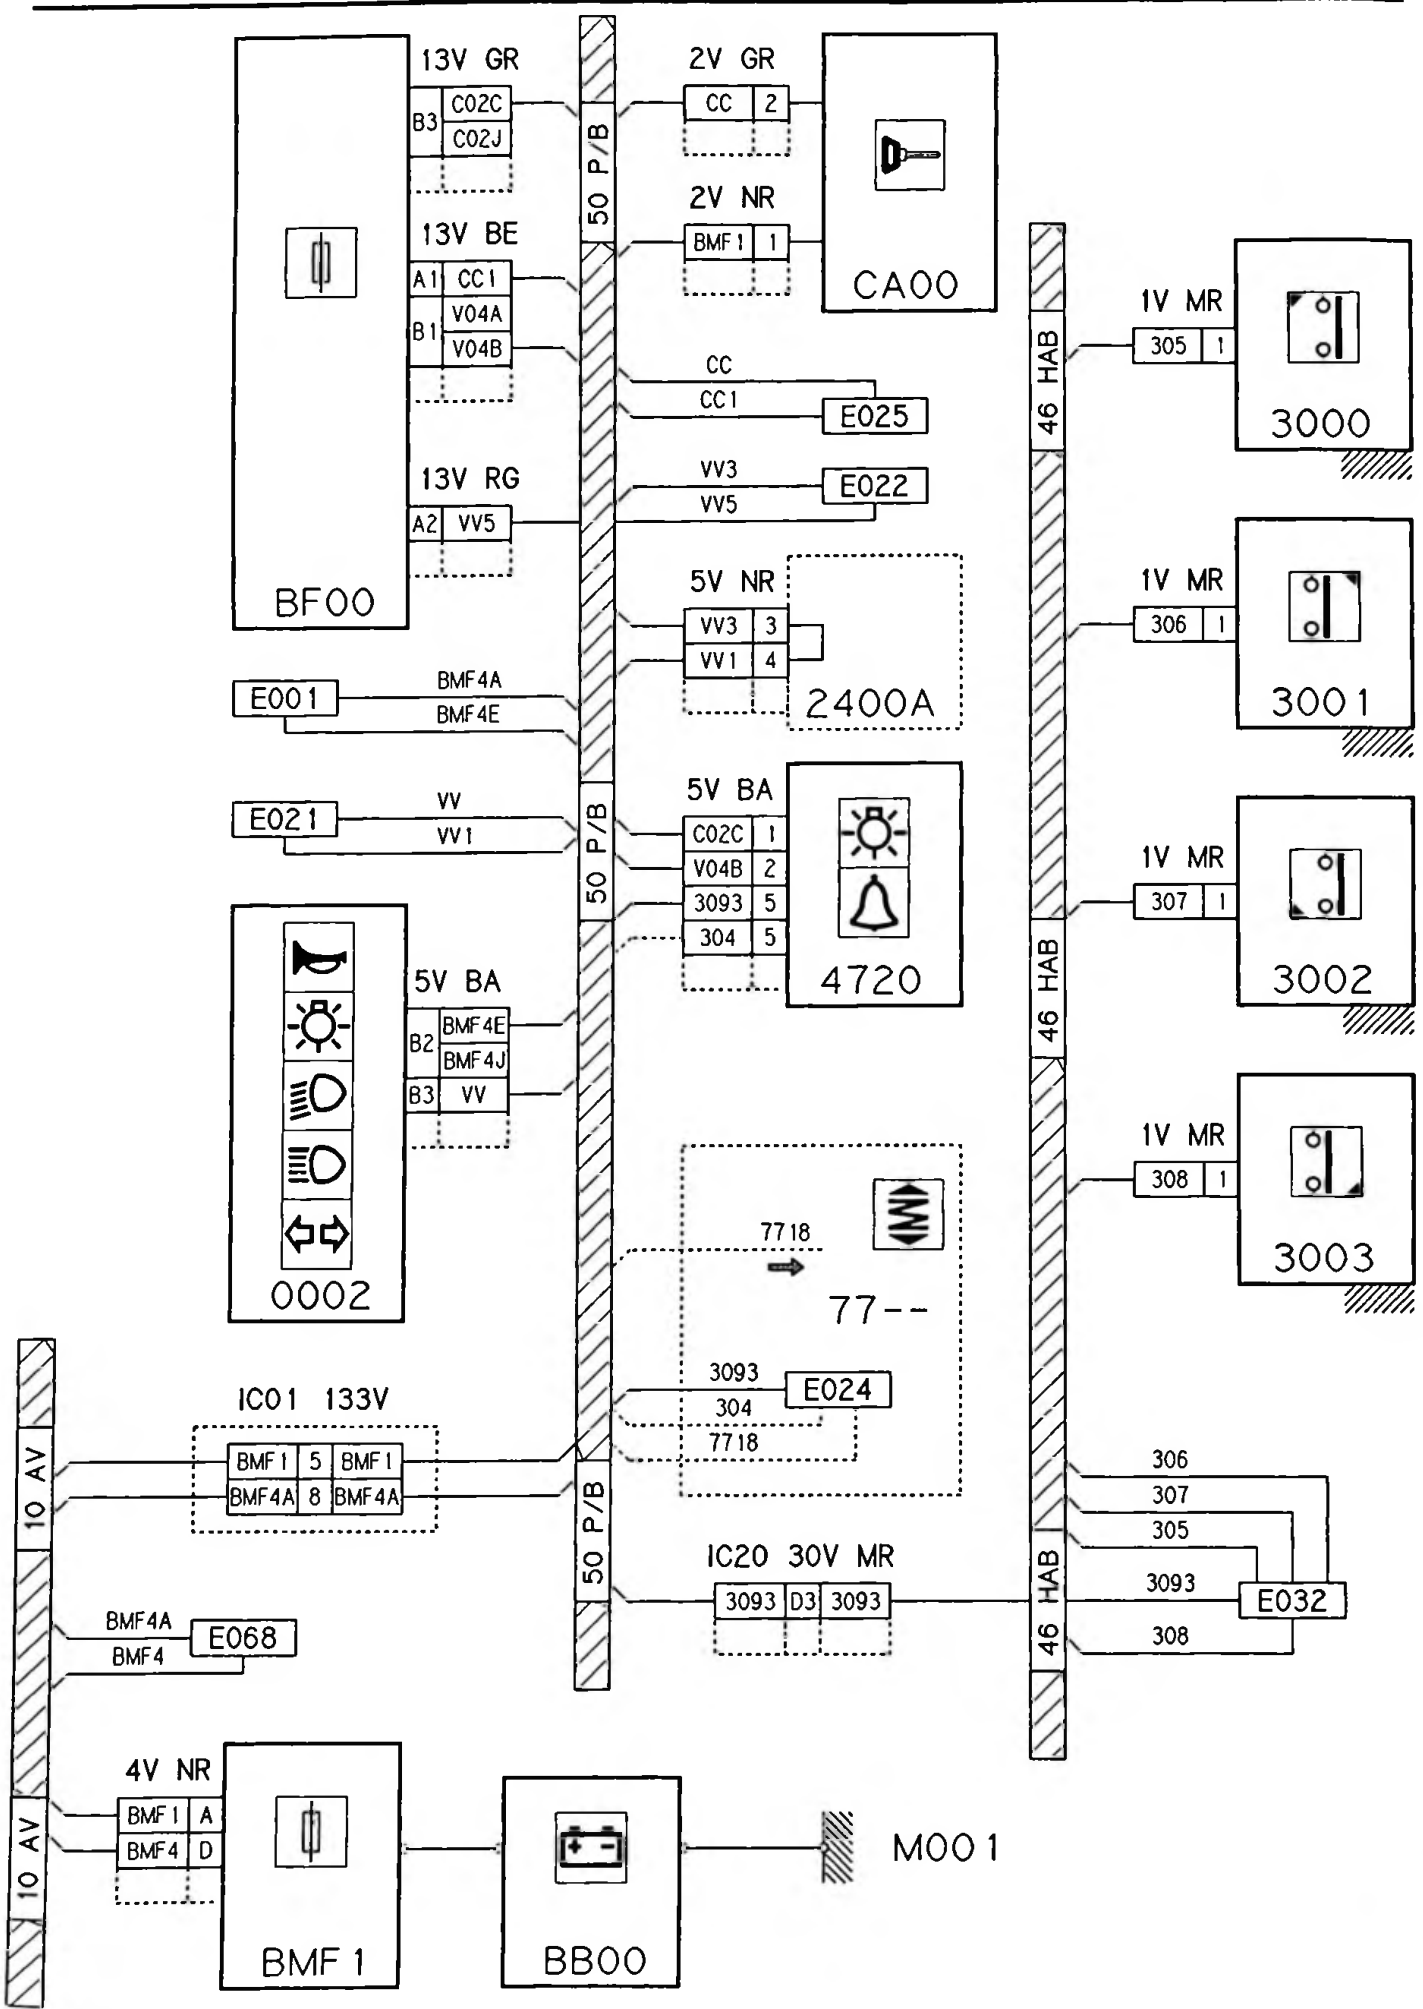 13V GR
B3 C02C
C02J
13V BE
A1 CC1
B1 V04A
V04B
13V RG
A2 VV5
BF00
50 P/B
2V GR
CC 2
2V NR
BMF1 1
CA00
CC
CC1
E025
VV3
VV5
E022
5V NR
VV3 3
VV1 4
2400A
E001
BMF4A
BMF4E
E021
VV
VV1
50 P/B
5V BA
C02C 1
V04B 2
3093 5
304 5
4720
5V BA
B2 BMF4E
BMF4J
B3 VV
0002
7718
77--
3093
304
7718
E024
10 AV
IC01 133V
BMF1 5 BMF1
BMF4A 8 BMF4A
50 P/B
IC20 30V MR
3093 D3 3093
BMF4A
BMF4
E068
10 AV
4V NR
BMF1 A
BMF4 D
BMF1
BB00
M001
46 HAB
1V MR
305 1
3000
1V MR
306 1
3001
46 HAB
1V MR
307 1
3002
1V MR
308 1
3003
46 HAB
306
307
305
3093
308
E032